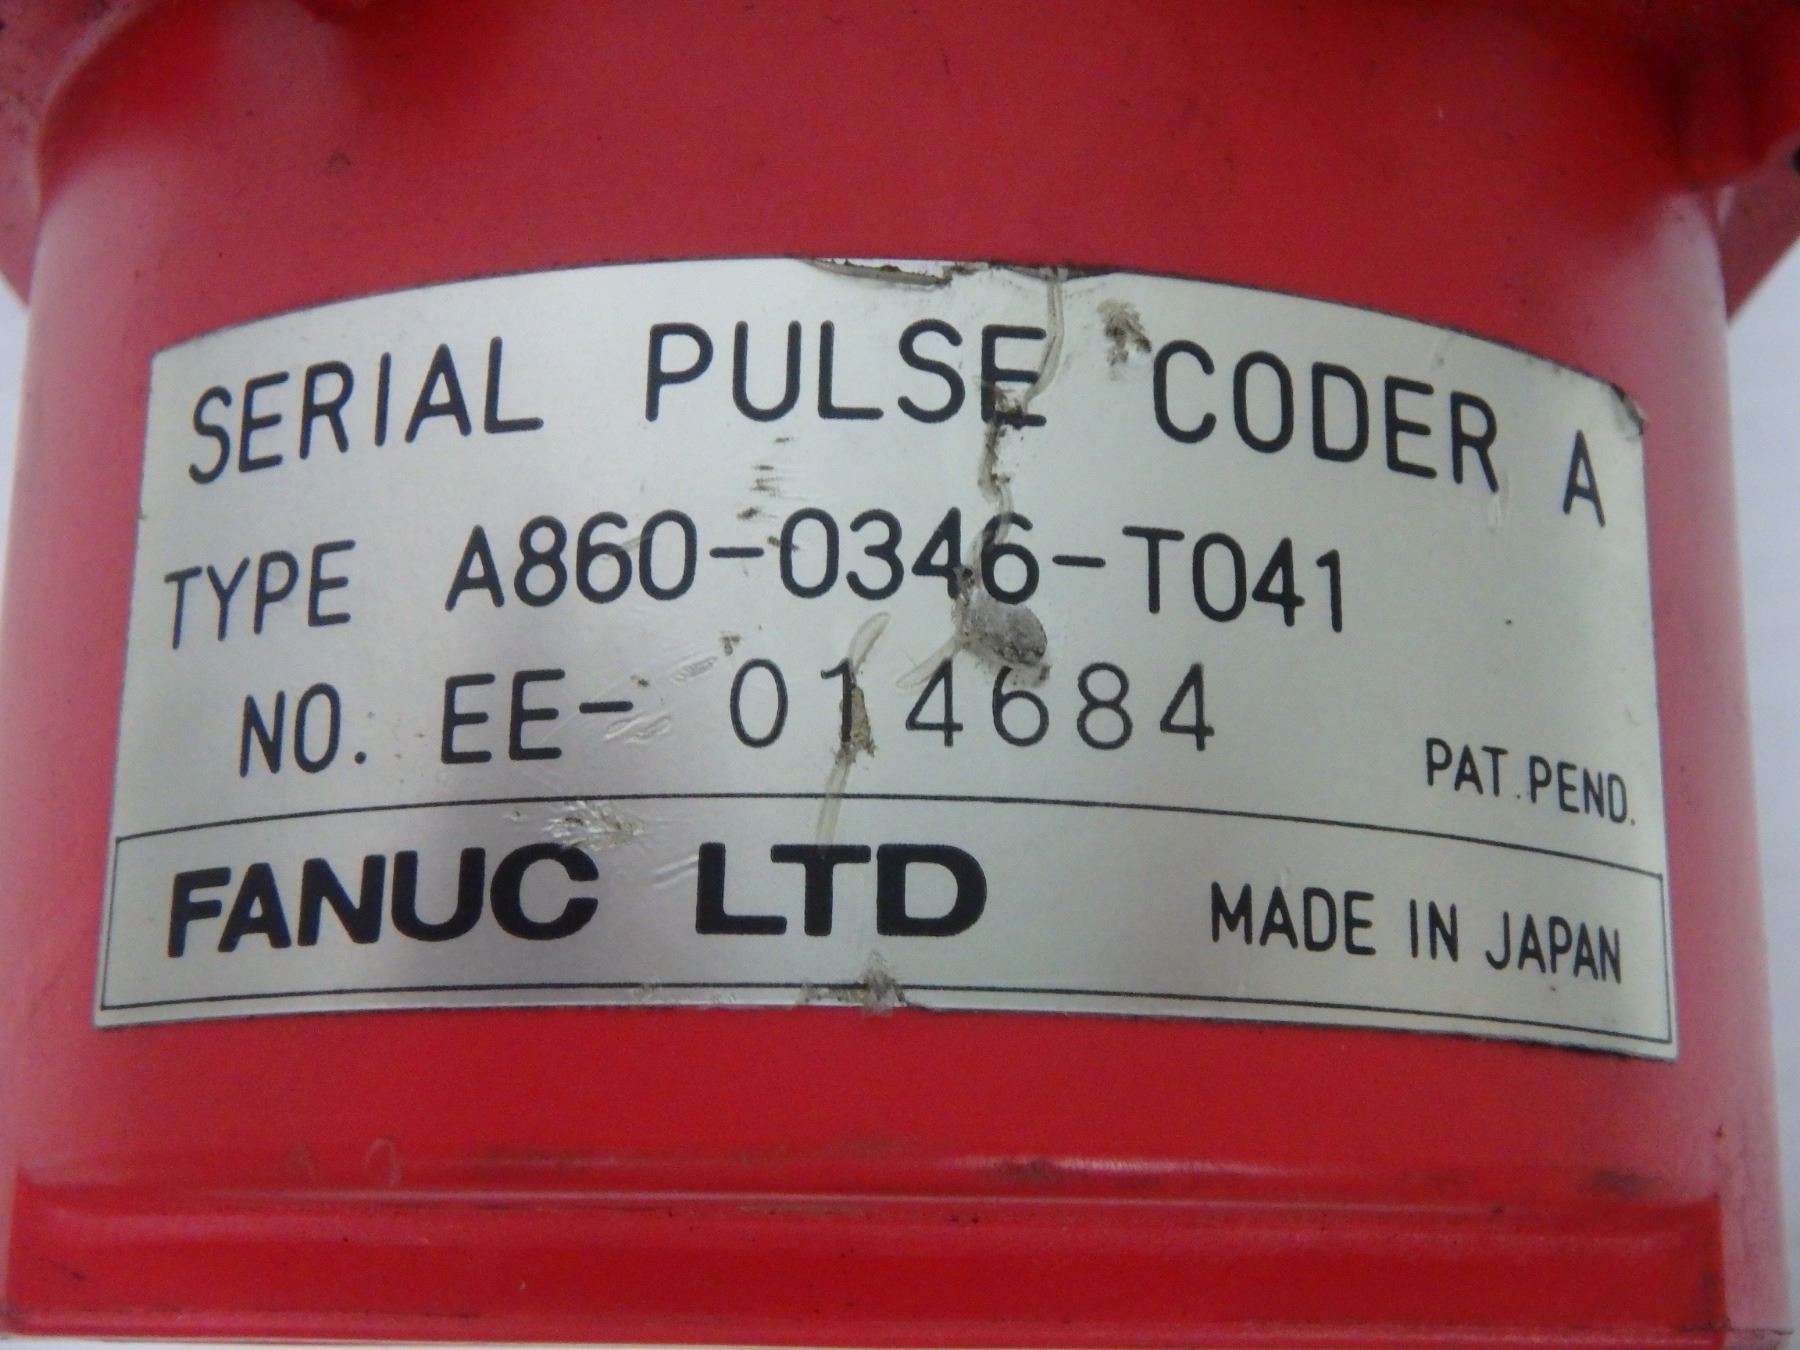 SERIAL PULSE CODER A
TYPE A860-0346-T041
NO. EE- 014684
PAT.PEND.
FANUC LTD
MADE IN JAPAN